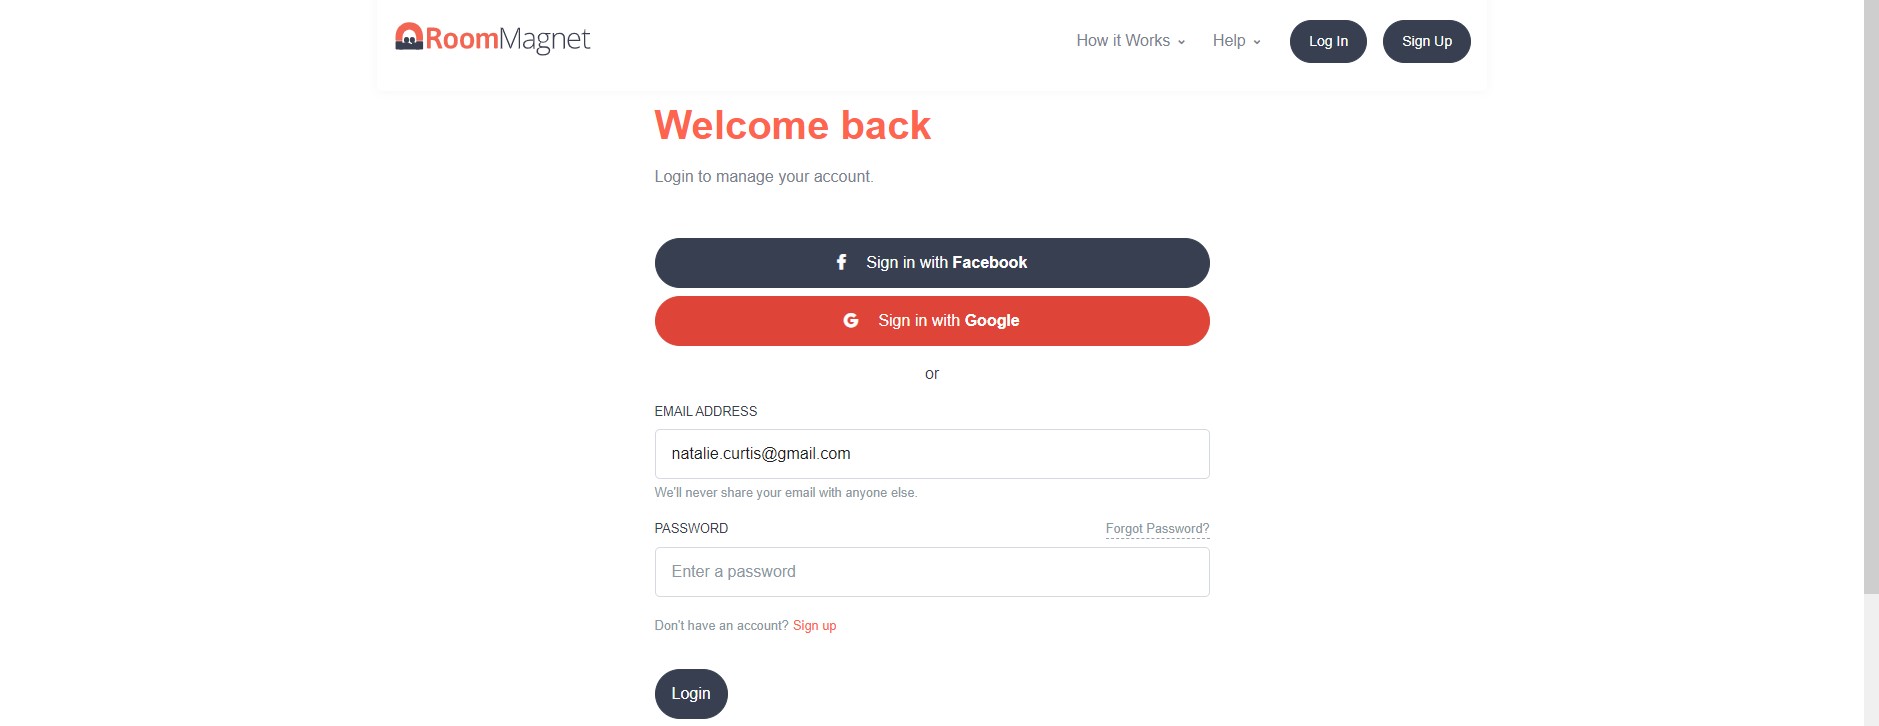 RoomMagnet
How it Works Help Log In Sign Up
Welcome back
Login to manage your account.
Sign in with Facebook
Sign in with Google
or
EMAIL ADDRESS
natalie.curtis@gmail.com
We'll never share your email with anyone else.
PASSWORD Forgot Password?
Enter a password
Don't have an account? Sign up
Login